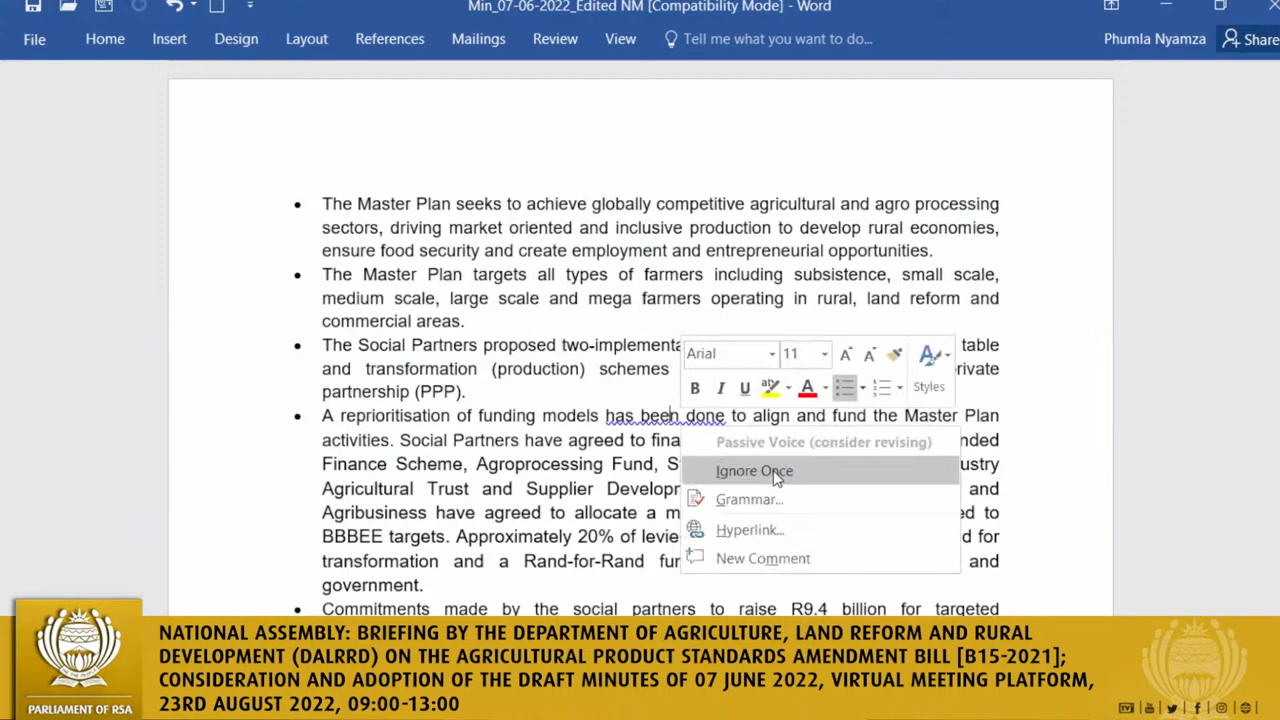 Min_07-06-2022_Edited NM [Compatibility Mode] - Word
File Home Insert Design Layout References Mailings Review View Tell me what you want to do... Phumla Nyamza Share
The Master Plan seeks to achieve globally competitive agricultural and agro processing
sectors, driving market oriented and inclusive production to develop rural economies,
ensure food security and create employment and entrepreneurial opportunities.
The Master Plan targets all types of farmers including subsistence, small scale,
medium scale, large scale and mega farmers operating in rural, land reform and
commercial areas.
The Social Partners proposed two-implementa table
and transformation (production) schemes rivate
partnership (PPP).
Arial 11
B I U aby A Styles
A reprioritisation of funding models has been done to align and fund the Master Plan
activities. Social Partners have agreed to fina nded
Finance Scheme, Agroprocessing Fund, S ustry
Agricultural Trust and Supplier Develop and
Agribusiness have agreed to allocate a m ed to
BBBEE targets. Approximately 20% of levie d for
transformation and a Rand-for-Rand fur and
government.
Passive Voice (consider revising)
Ignore Once
Grammar...
Hyperlink...
New Comment
Commitments made by the social partners to raise R9.4 billion for targeted
NATIONAL ASSEMBLY: BRIEFING BY THE DEPARTMENT OF AGRICULTURE, LAND REFORM AND RURAL
DEVELOPMENT (DALRRD) ON THE AGRICULTURAL PRODUCT STANDARDS AMENDMENT BILL [B15-2021];
CONSIDERATION AND ADOPTION OF THE DRAFT MINUTES OF 07 JUNE 2022, VIRTUAL MEETING PLATFORM,
23RD AUGUST 2022, 09:00-13:00
PARLIAMENT OF RSA